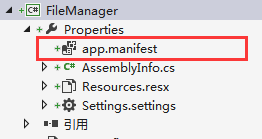 FileManager
Properties
app.manifest
AssemblyInfo.cs
Resources.resx
Settings.settings
引用